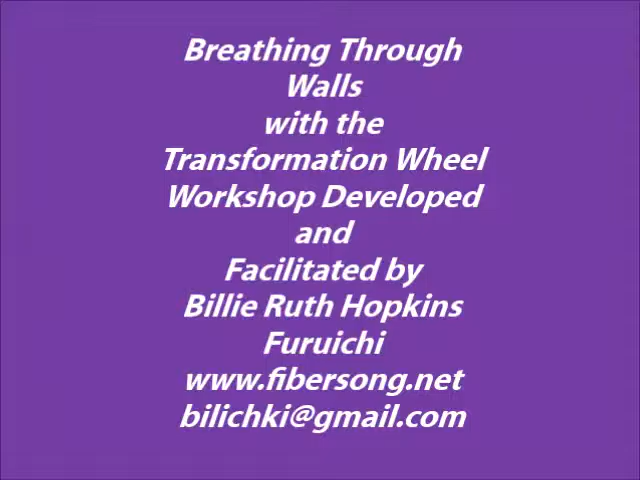 Breathing Through
Walls
with the
Transformation Wheel
Workshop Developed
and
Facilitated by
Billie Ruth Hopkins
Furuichi
www.fibersong.net
bilichki@gmail.com